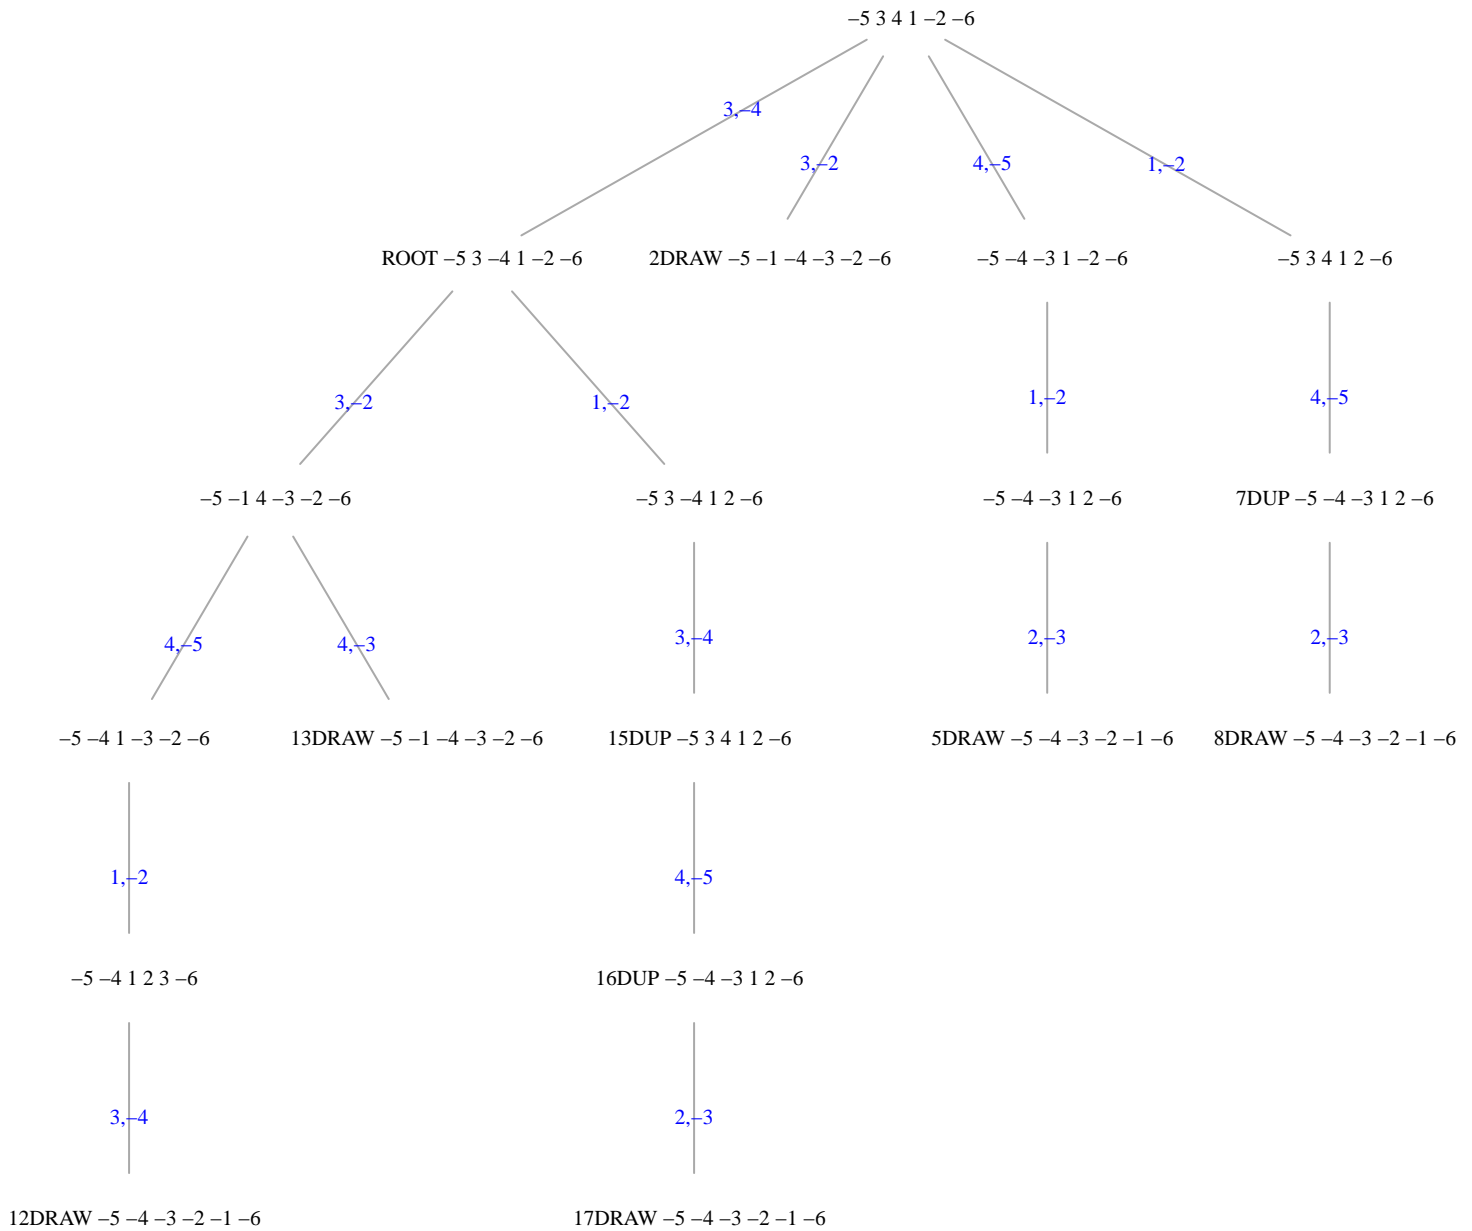 −5 3 4 1 −2 −6
3,−4
3,−2
4,−5
1,−2
ROOT −5 3 −4 1 −2 −6
2DRAW −5 −1 −4 −3 −2 −6
−5 −4 −3 1 −2 −6
−5 3 4 1 2 −6
3,−2
1,−2
1,−2
4,−5
−5 −1 4 −3 −2 −6
−5 3 −4 1 2 −6
−5 −4 −3 1 2 −6
7DUP −5 −4 −3 1 2 −6
4,−5
4,−3
3,−4
2,−3
2,−3
−5 −4 1 −3 −2 −6
13DRAW −5 −1 −4 −3 −2 −6
15DUP −5 3 4 1 2 −6
5DRAW −5 −4 −3 −2 −1 −6
8DRAW −5 −4 −3 −2 −1 −6
1,−2
4,−5
−5 −4 1 2 3 −6
16DUP −5 −4 −3 1 2 −6
3,−4
2,−3
12DRAW −5 −4 −3 −2 −1 −6
17DRAW −5 −4 −3 −2 −1 −6